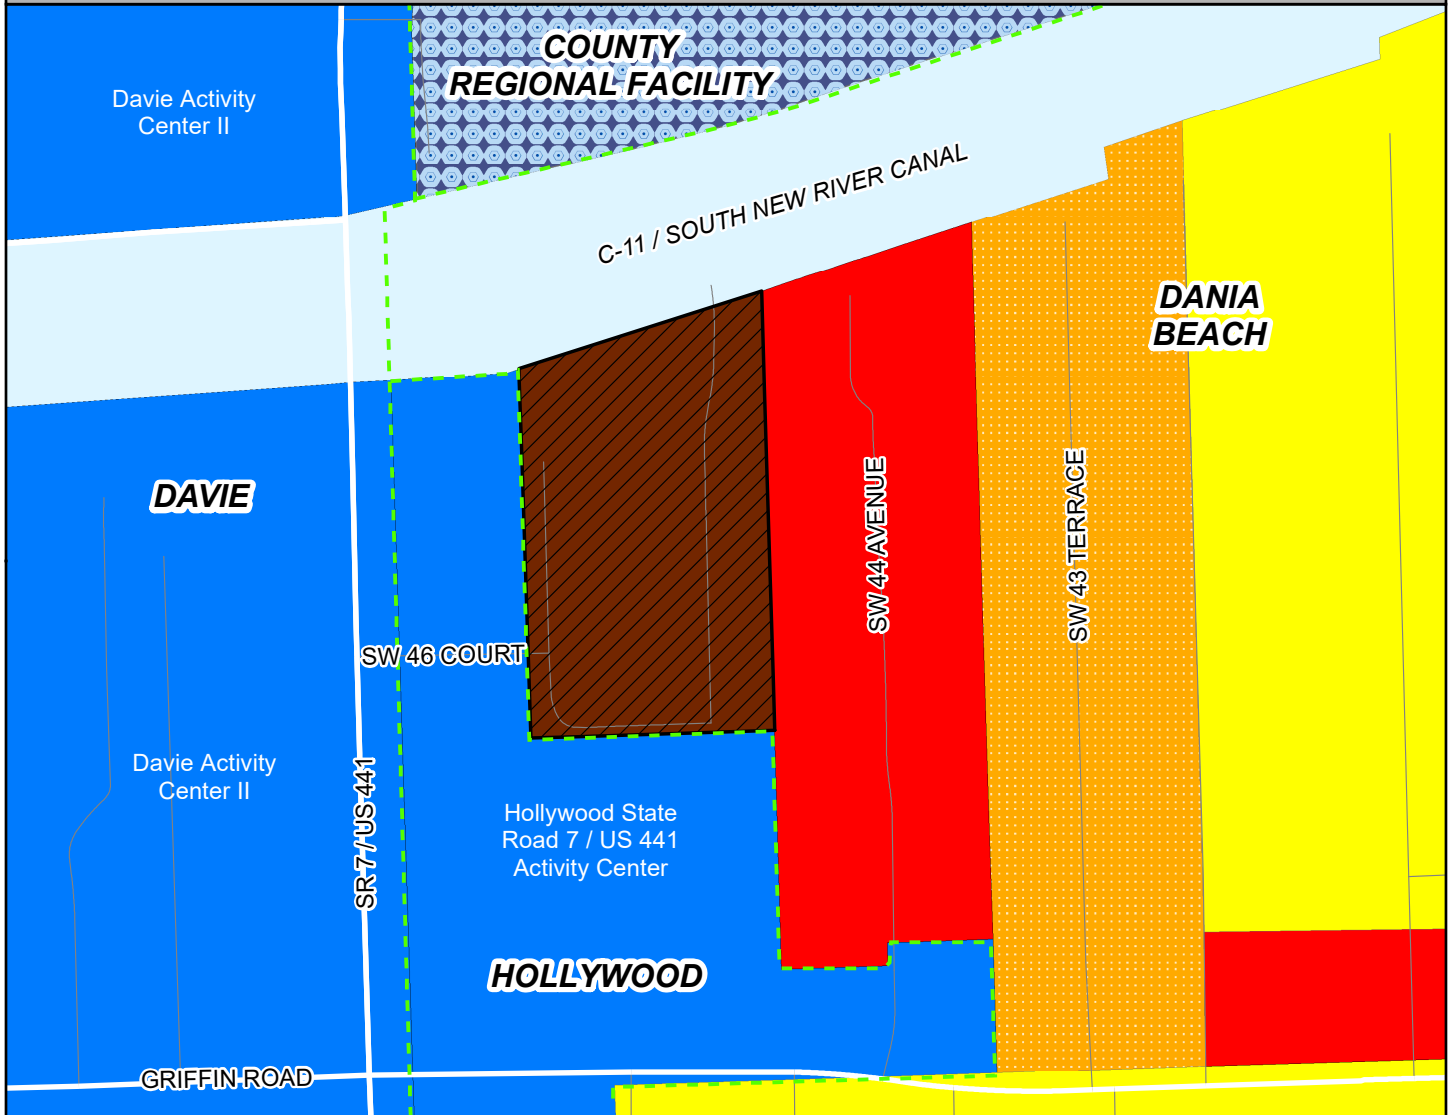 COUNTY
REGIONAL FACILITY
Davie Activity
Center II
C-11 / SOUTH NEW RIVER CANAL
DANIA
BEACH
DAVIE
SW 44 AVENUE
SW 43 TERRACE
SW 46 COURT
Davie Activity
Center II
SR 7 / US 441
Hollywood State
Road 7 / US 441
Activity Center
HOLLYWOOD
GRIFFIN ROAD